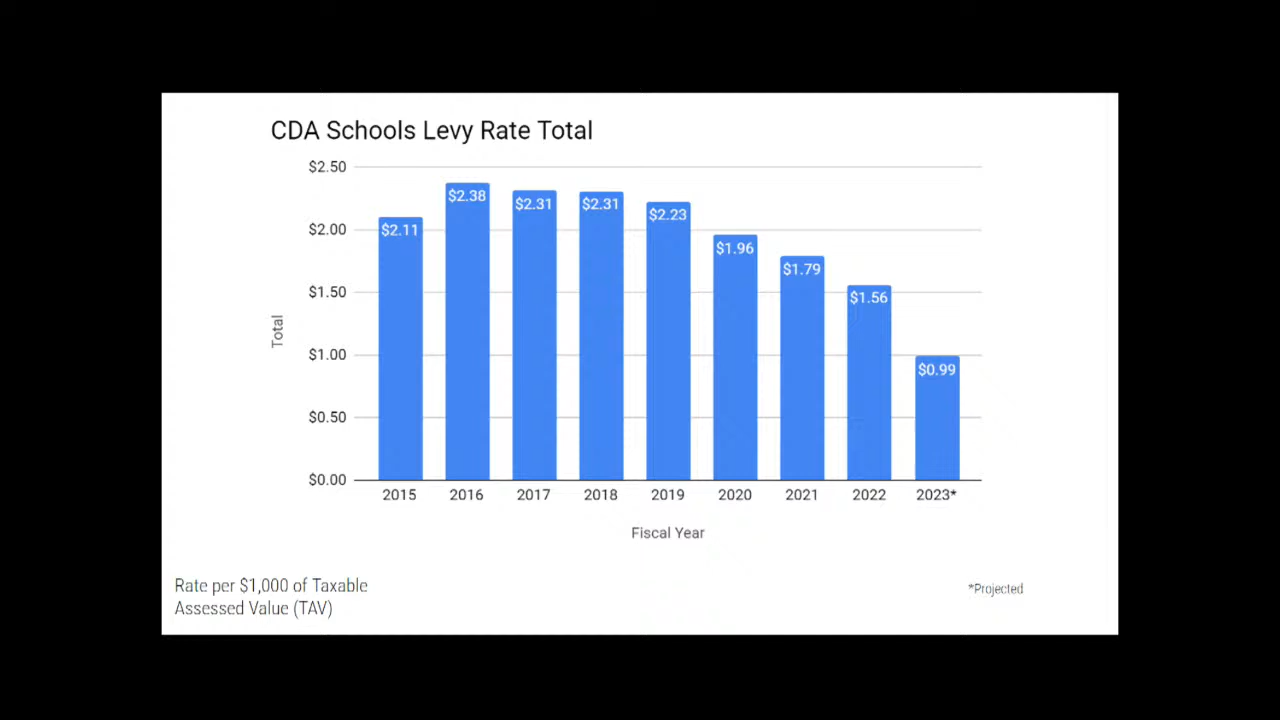 CDA Schools Levy Rate Total
$2.50
$2.00
$1.50
$1.00
$0.50
$0.00
Total
$2.11
$2.38
$2.31
$2.31
$2.23
$1.96
$1.79
$1.56
$0.99
2015 2016 2017 2018 2019 2020 2021 2022 2023*
Fiscal Year
Rate per $1,000 of Taxable
Assessed Value (TAV)
*Projected